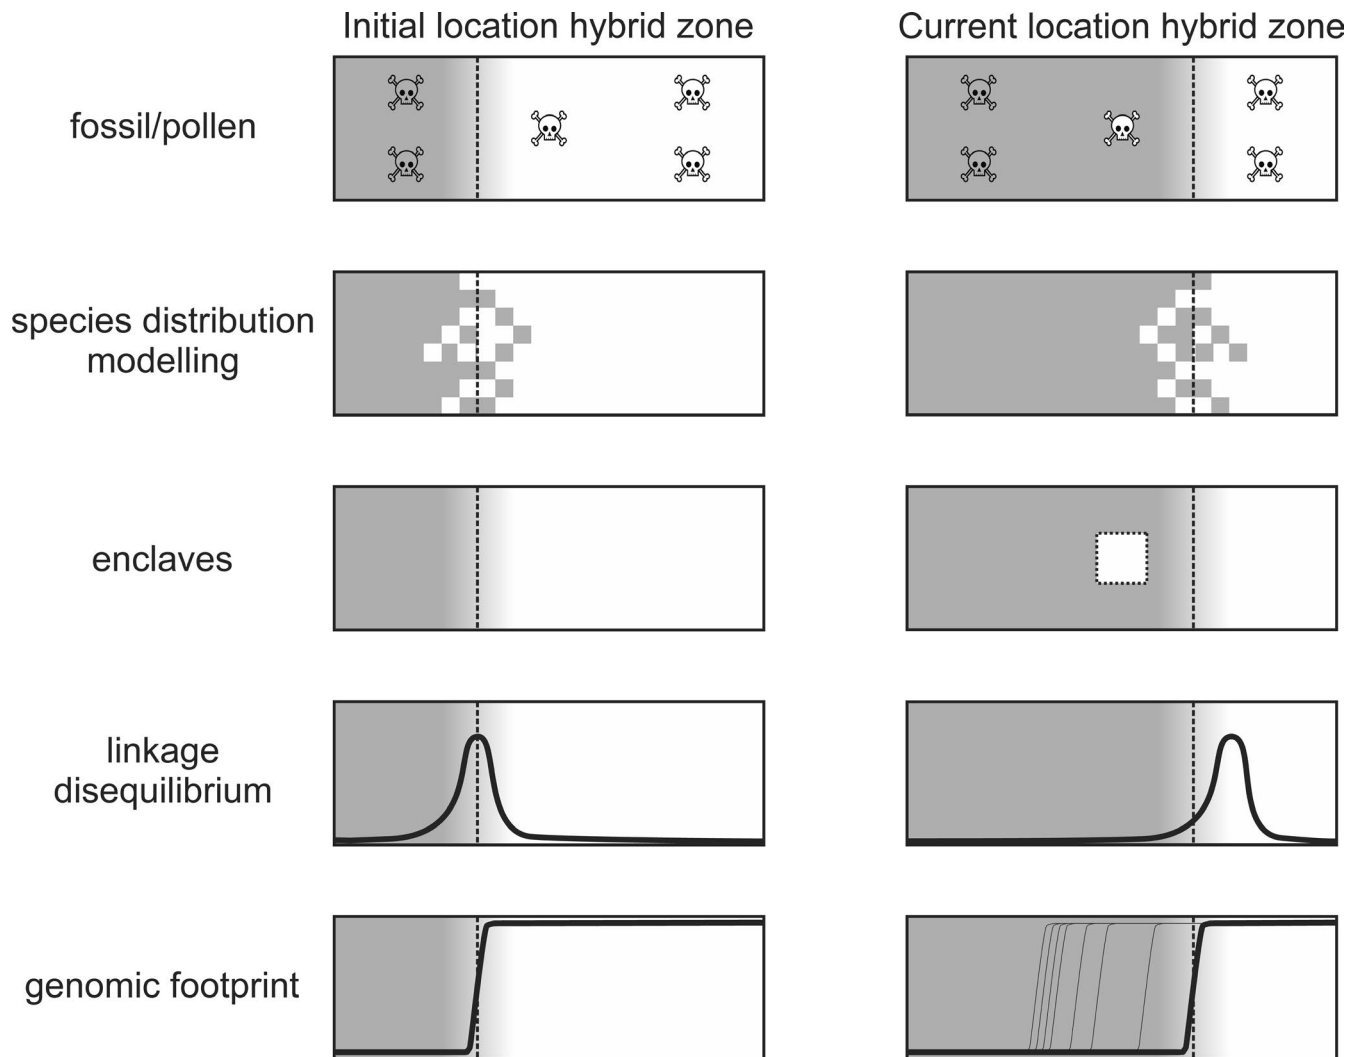 Initial location hybrid zone
Current location hybrid zone
fossil/pollen
species distribution
modelling
enclaves
linkage
disequilibrium
genomic footprint